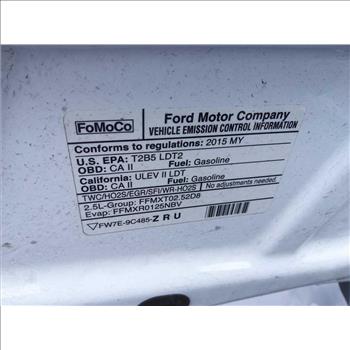 FoMoCo
Ford Motor Company
VEHICLE EMISSION CONTROL INFORMATION
Conforms to regulations: 2015 MY
U.S. EPA: T2B5 LDT2
OBD: CA II Fuel: Gasoline
California: ULEV II LDT
OBD: CA II Fuel: Gasoline
TWC/HO2S/EGR/SFI/WR-HO2S No adjustments needed.
2.5L-Group: FFMXT02.52D8
Evap: FFMXR0125NBV
FW7E-9C485-ZRU